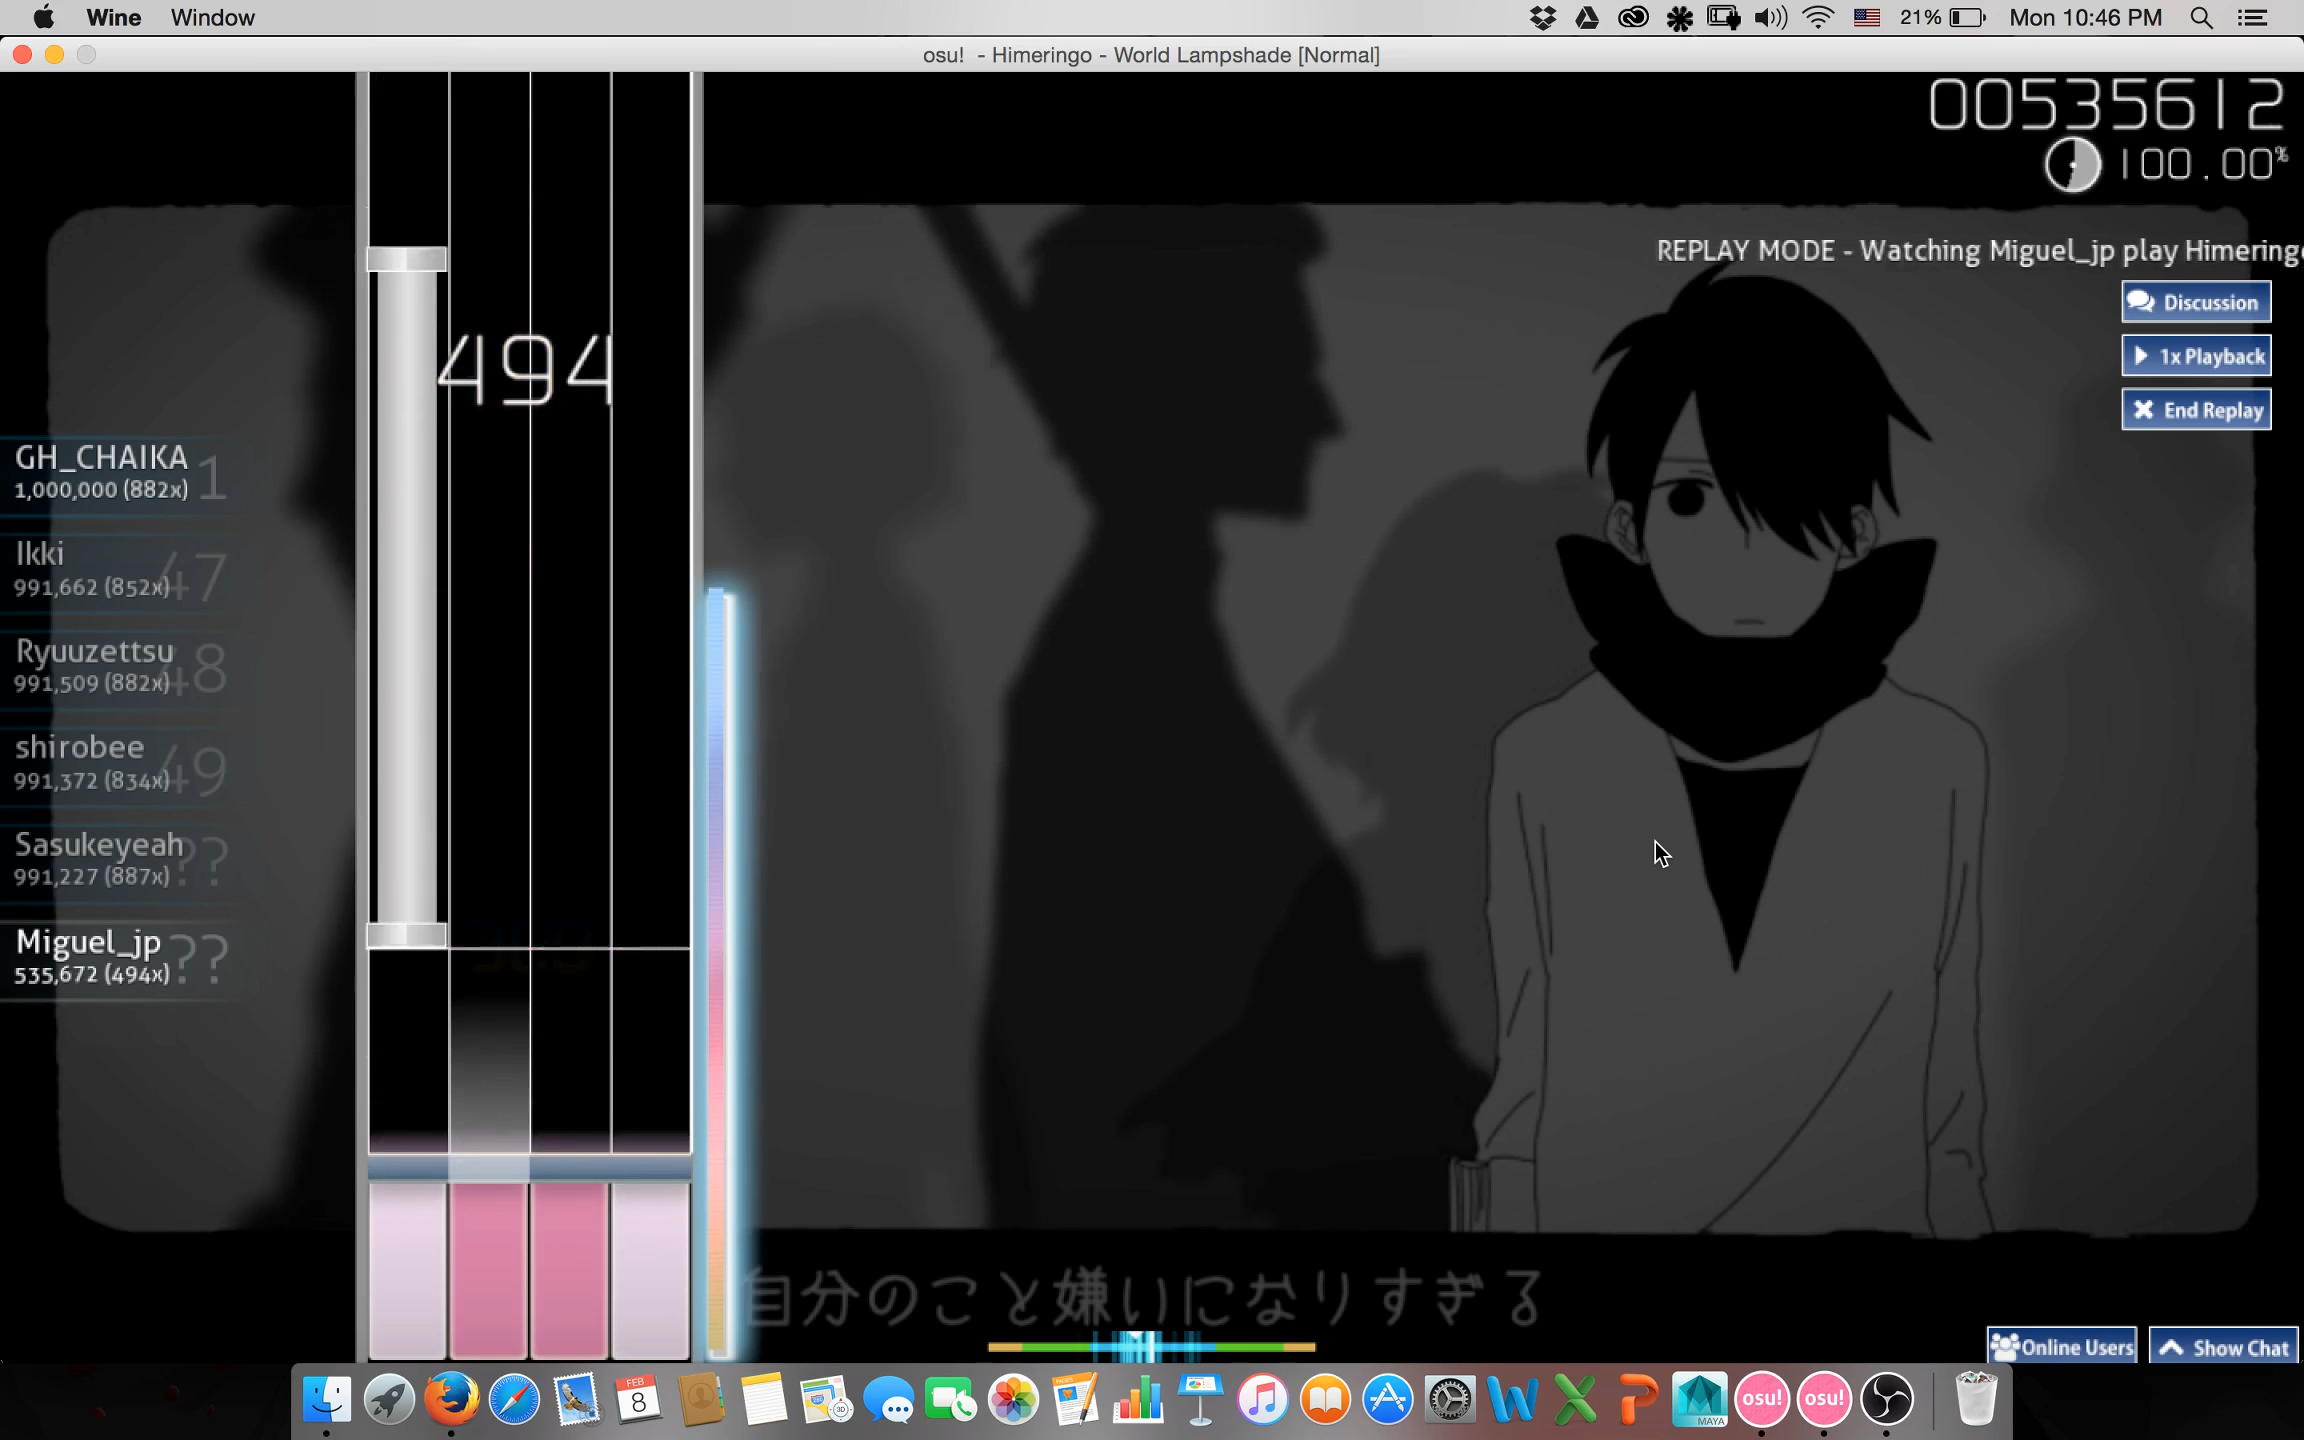 Wine Window 21% Mon 10:46 PM
osu! - Himeringo - World Lampshade [Normal]
00535612
100.00%
REPLAY MODE - Watching Miguel_jp play Himeringo
Discussion
1x Playback
End Replay
494
GH_CHAIKA
1,000,000 (882x) 1
Ikki
991,662 (852x) 47
Ryuuzettsu
991,509 (882x) 48
shirobee
991,372 (834x) 49
Sasukeyeah
991,227 (887x) ??
Miguel_jp
535,672 (494x) ??
自分のこと嫌いになりすぎる
Online Users
Show Chat
FEB
8
3D
MAYA
osu!
osu!